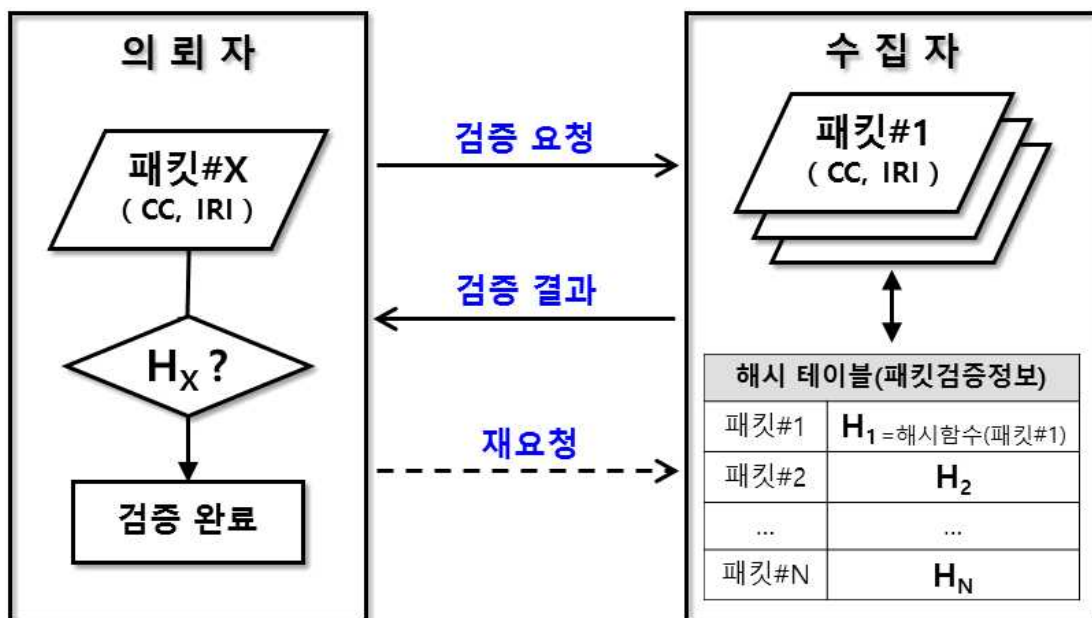 의 뢰 자
패킷#X
( CC, IRI )
H_X ?
검증 완료
검증 요청
검증 결과
재요청
수 집 자
패킷#1
( CC, IRI )
해시 테이블(패킷검증정보)
패킷#1 H_1 =해시함수(패킷#1)
패킷#2 H_2
... ...
패킷#N H_N